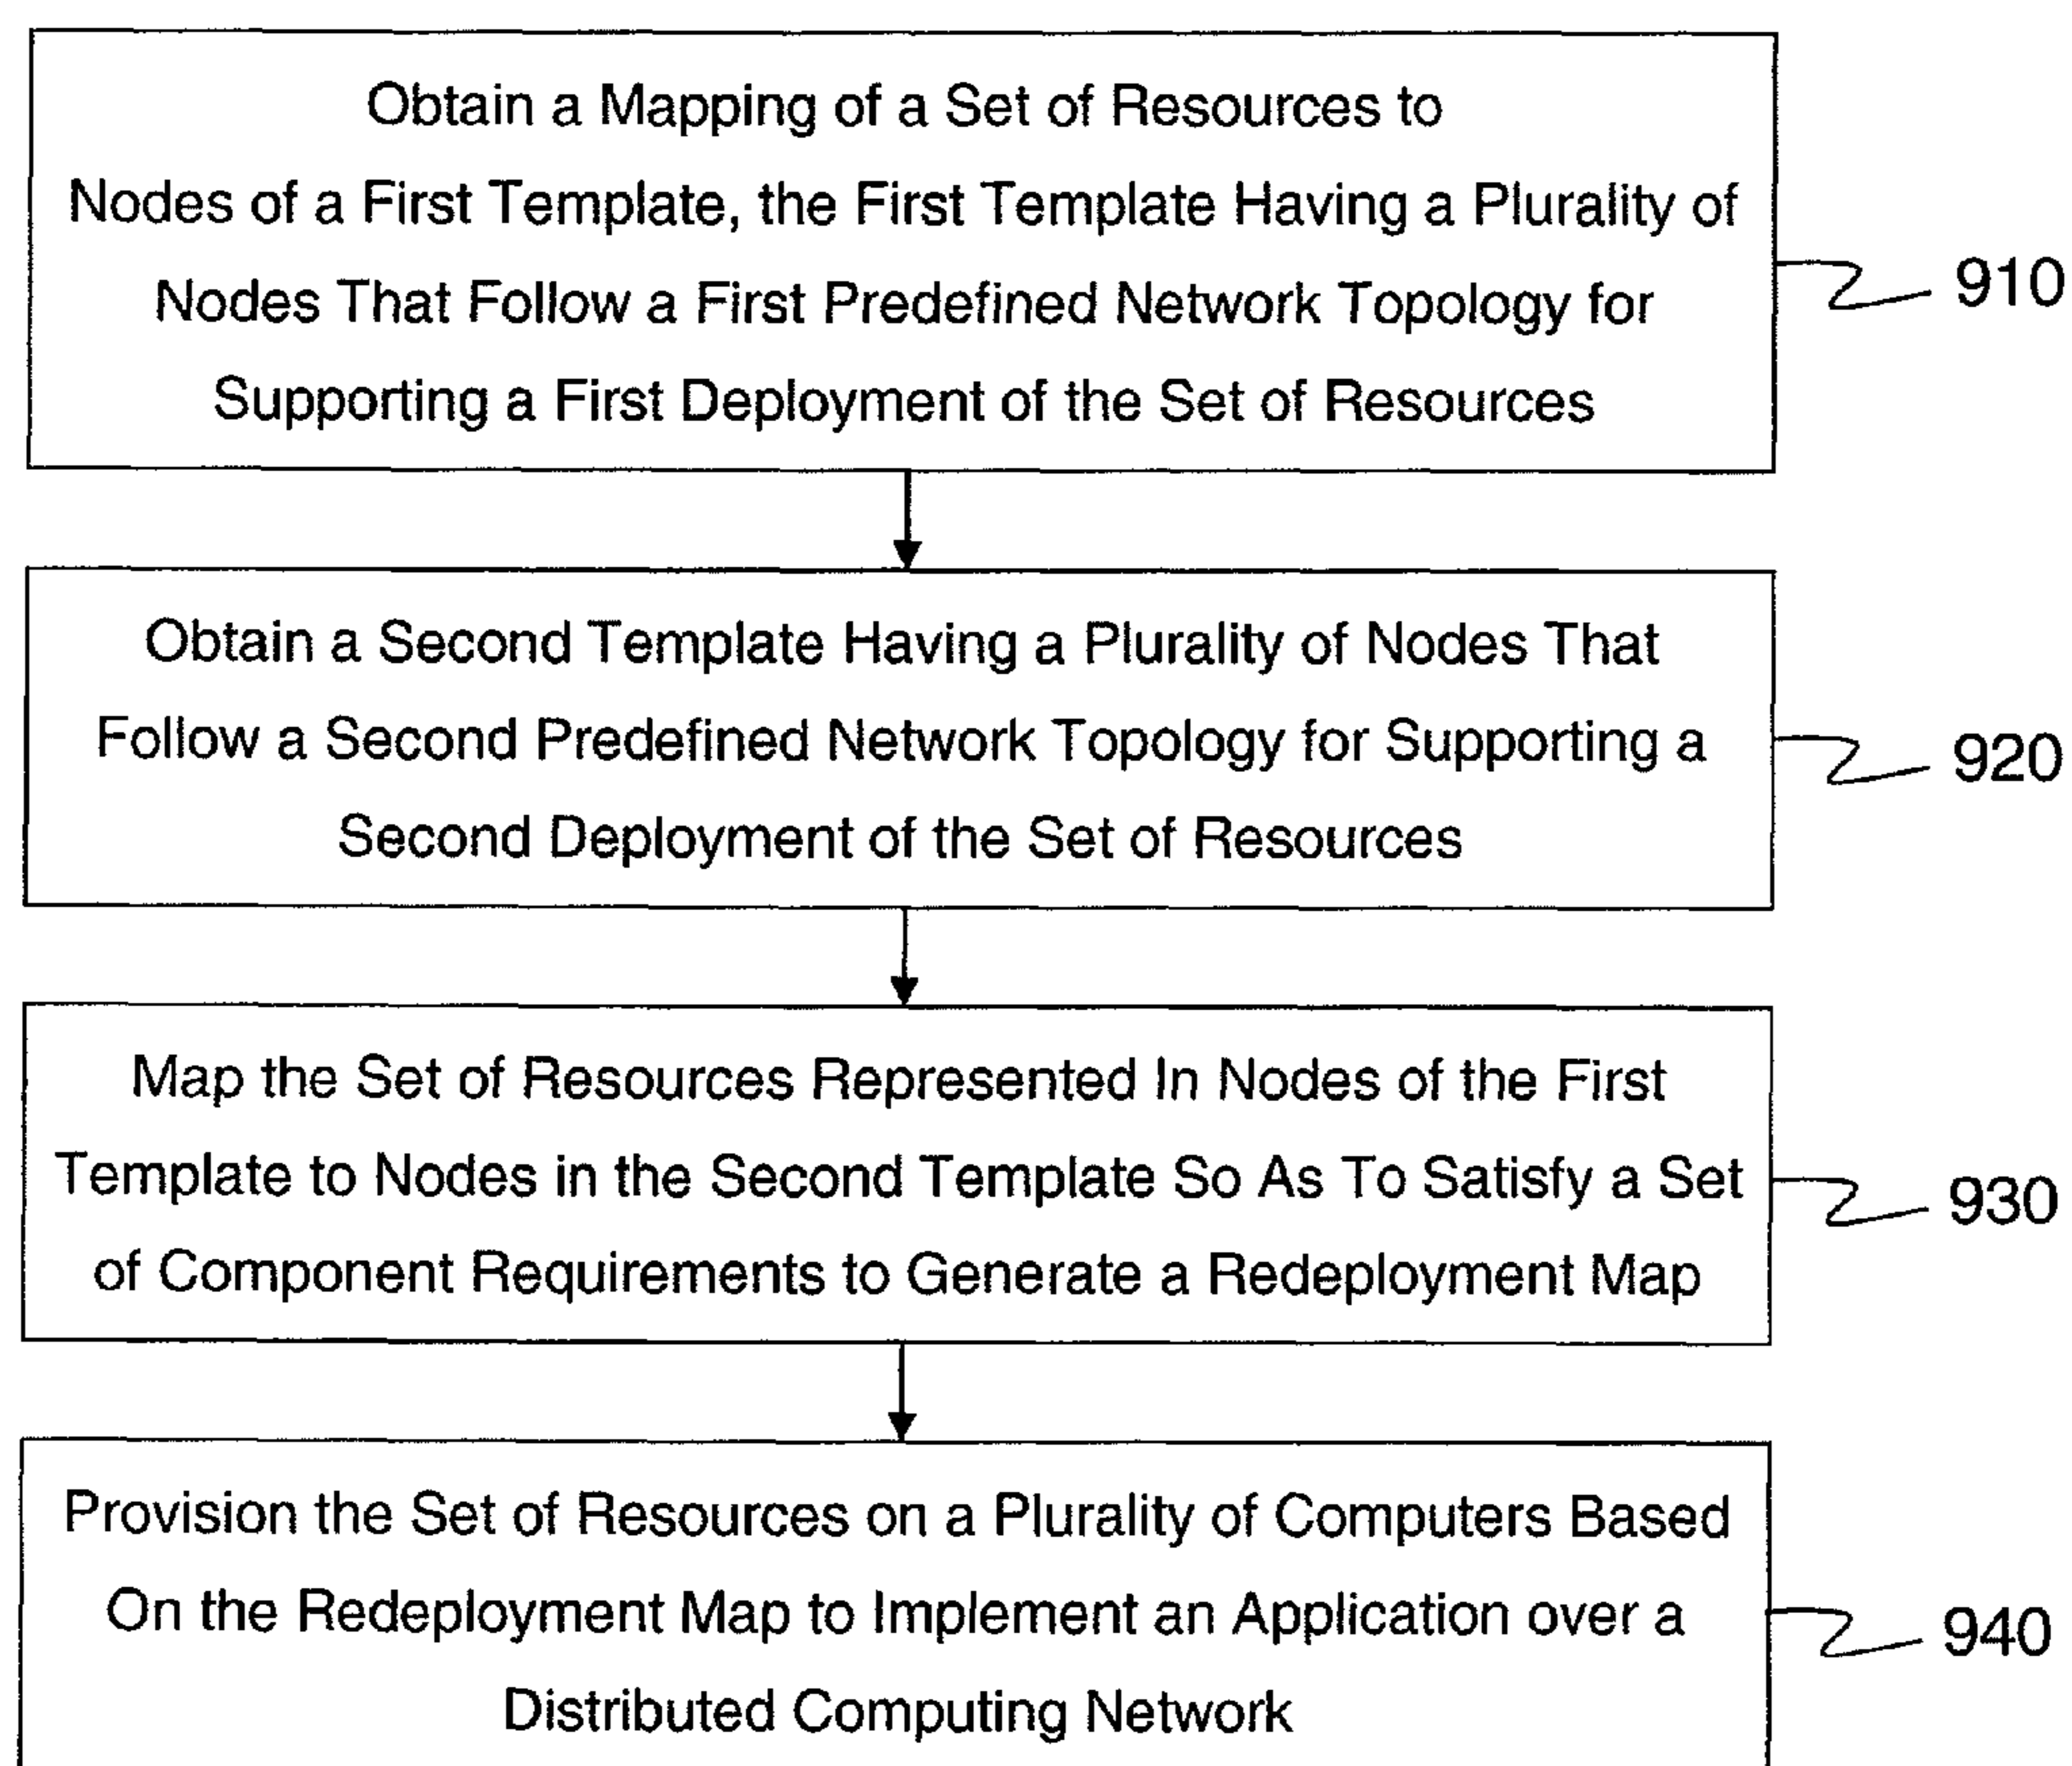 Obtain a Mapping of a Set of Resources to
Nodes of a First Template, the First Template Having a Plurality of
Nodes That Follow a First Predefined Network Topology for
Supporting a First Deployment of the Set of Resources
910
Obtain a Second Template Having a Plurality of Nodes That
Follow a Second Predefined Network Topology for Supporting a
Second Deployment of the Set of Resources
920
Map the Set of Resources Represented In Nodes of the First
Template to Nodes in the Second Template So As To Satisfy a Set
of Component Requirements to Generate a Redeployment Map
930
Provision the Set of Resources on a Plurality of Computers Based
On the Redeployment Map to Implement an Application over a
Distributed Computing Network
940